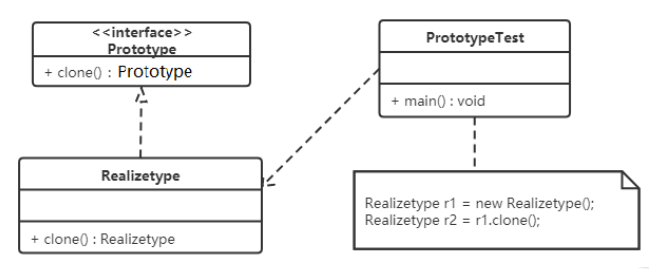 <<interface>>
Prototype
+ clone() : Prototype
PrototypeTest
+ main() : void
Realizetype
+ clone() : Realizetype
Realizetype r1 = new Realizetype();
Realizetype r2 = r1.clone();